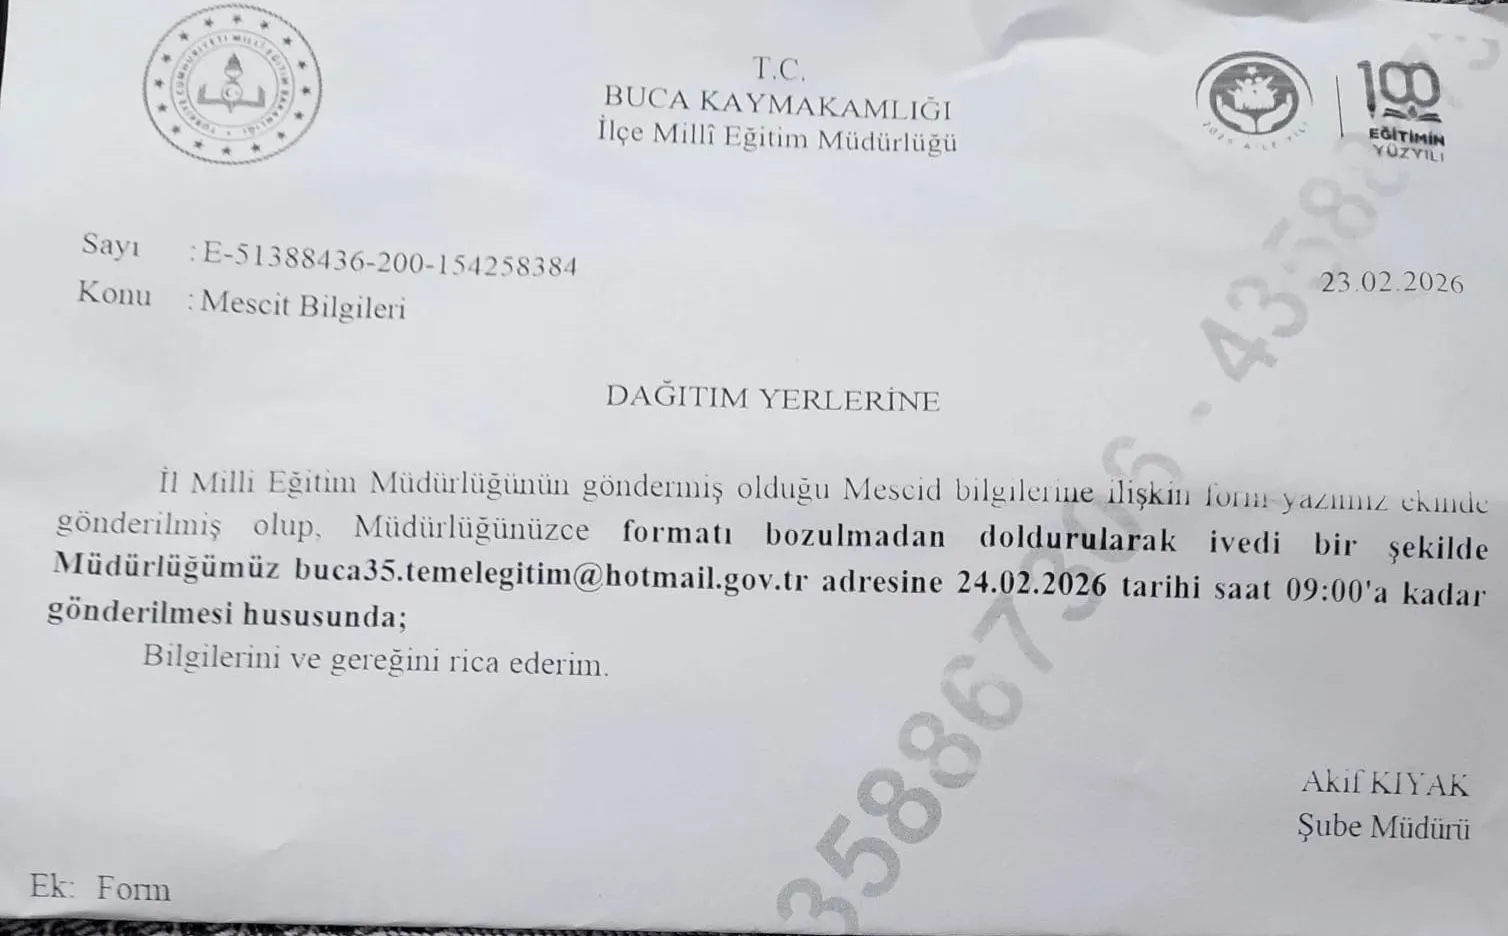 T.C.
BUCA KAYMAKAMLIĞI
İlçe Millî Eğitim Müdürlüğü
100
EĞİTİMİN
YÜZYILI
Sayı : E-51388436-200-154258384
23.02.2026
Konu : Mescit Bilgileri
DAĞITIM YERLERİNE
İl Milli Eğitim Müdürlüğünün göndermiş olduğu Mescid bilgilerine ilişkin form yazımız ekinde
gönderilmiş olup, Müdürlüğünüzce formatı bozulmadan doldurularak ivedi bir şekilde
Müdürlüğümüz buca35.temelegitim@hotmail.gov.tr adresine 24.02.2026 tarihi saat 09:00'a kadar
gönderilmesi hususunda;
Bilgilerini ve gereğini rica ederim.
Akif KIYAK
Şube Müdürü
Ek: Form